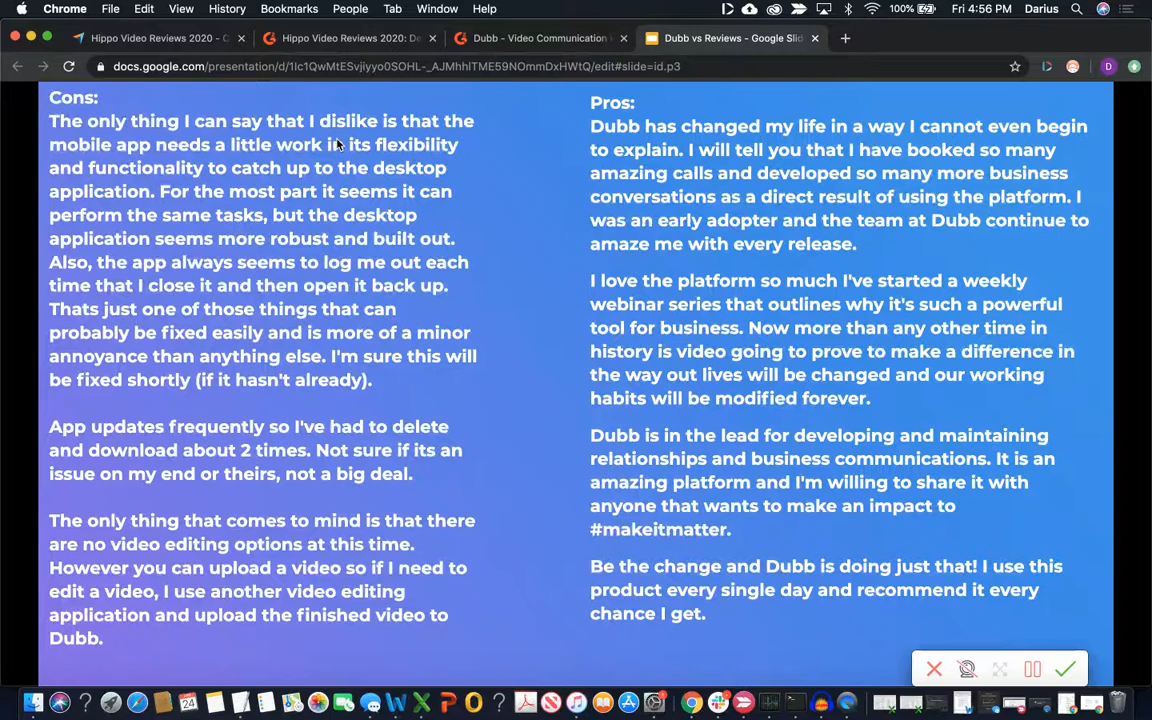 Chrome File Edit View History Bookmarks People Tab Window Help 100% Fri 4:56 PM Darius
Hippo Video Reviews 2020 - C
Hippo Video Reviews 2020: De
Dubb - Video Communication
Dubb vs Reviews - Google Slid
docs.google.com/presentation/d/1Ic1QwMtESvjiyyo0SOHL-_AJMhhITME59NOmmDxHWtQ/edit#slide=id.p3
D
Cons:
The only thing I can say that I dislike is that the
mobile app needs a little work in its flexibility
and functionality to catch up to the desktop
application. For the most part it seems it can
perform the same tasks, but the desktop
application seems more robust and built out.
Also, the app always seems to log me out each
time that I close it and then open it back up.
Thats just one of those things that can
probably be fixed easily and is more of a minor
annoyance than anything else. I'm sure this will
be fixed shortly (if it hasn't already).
App updates frequently so I've had to delete
and download about 2 times. Not sure if its an
issue on my end or theirs, not a big deal.
The only thing that comes to mind is that there
are no video editing options at this time.
However you can upload a video so if I need to
edit a video, I use another video editing
application and upload the finished video to
Dubb.
Pros:
Dubb has changed my life in a way I cannot even begin
to explain. I will tell you that I have booked so many
amazing calls and developed so many more business
conversations as a direct result of using the platform. I
was an early adopter and the team at Dubb continue to
amaze me with every release.
I love the platform so much I've started a weekly
webinar series that outlines why it's such a powerful
tool for business. Now more than any other time in
history is video going to prove to make a difference in
the way out lives will be changed and our working
habits will be modified forever.
Dubb is in the lead for developing and maintaining
relationships and business communications. It is an
amazing platform and I'm willing to share it with
anyone that wants to make an impact to
#makeitmatter.
Be the change and Dubb is doing just that! I use this
product every single day and recommend it every
chance I get.